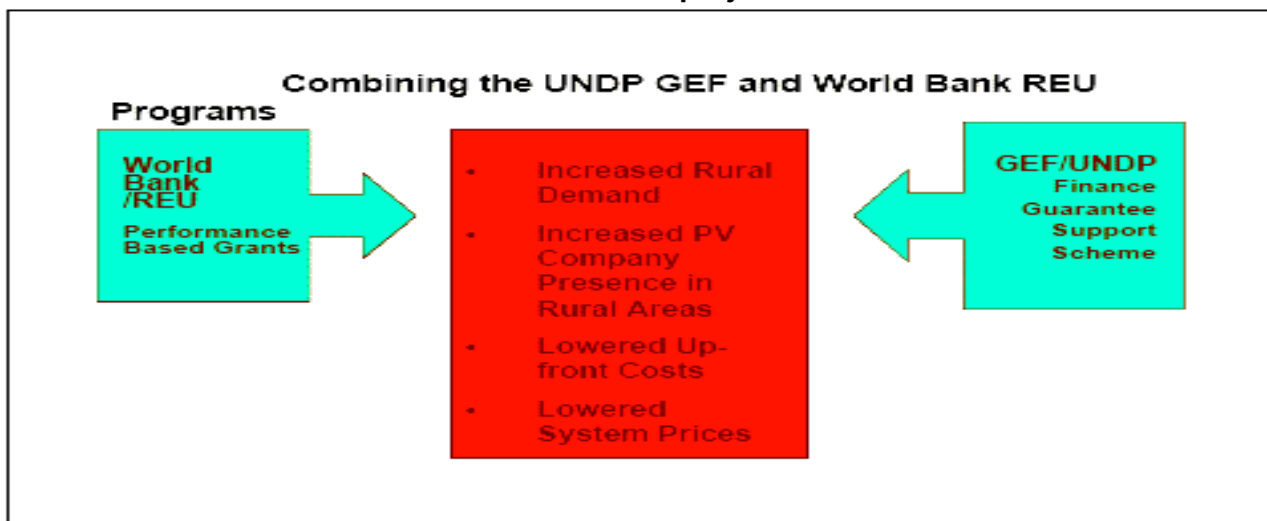 Combining the UNDP GEF and World Bank REU
Programs
World
Bank
/REU
Performance
Based Grants
• Increased Rural
Demand
• Increased PV
Company
Presence in
Rural Areas
• Lowered Up-
front Costs
• Lowered
System Prices
GEF/UNDP
Finance
Guarantee
Support
Scheme